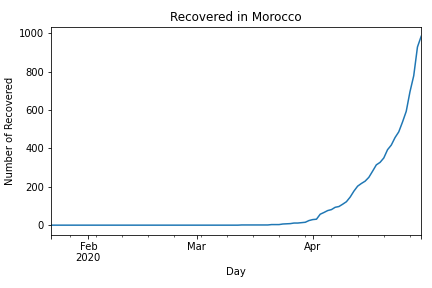 Recovered in Morocco
1000
800
600
400
200
0
Number of Recovered
Feb
2020
Mar
Apr
Day